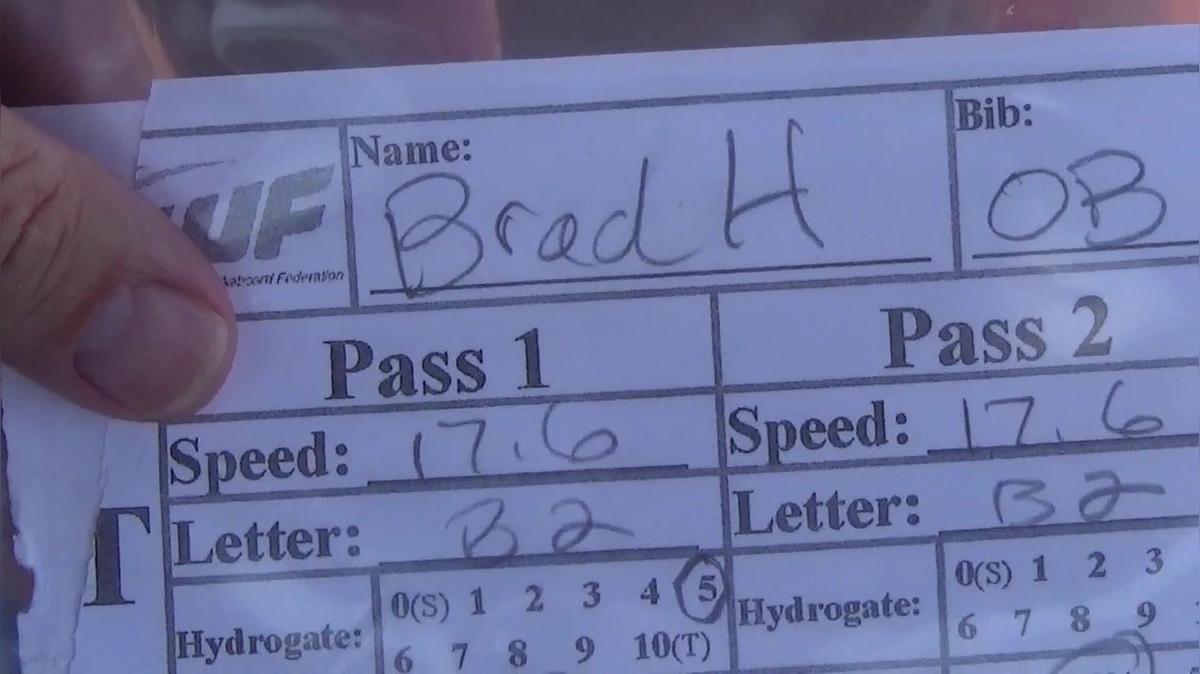 Name: Brad H Bib: OB
UF
Federation
Pass 1 Pass 2
Speed: 17.6 Speed: 17.6
Letter: B2 Letter: B2
T
Hydrogate: 0(S) 1 2 3 4 5 Hydrogate: 0(S) 1 2 3
6 7 8 9 10(T) 6 7 8 9